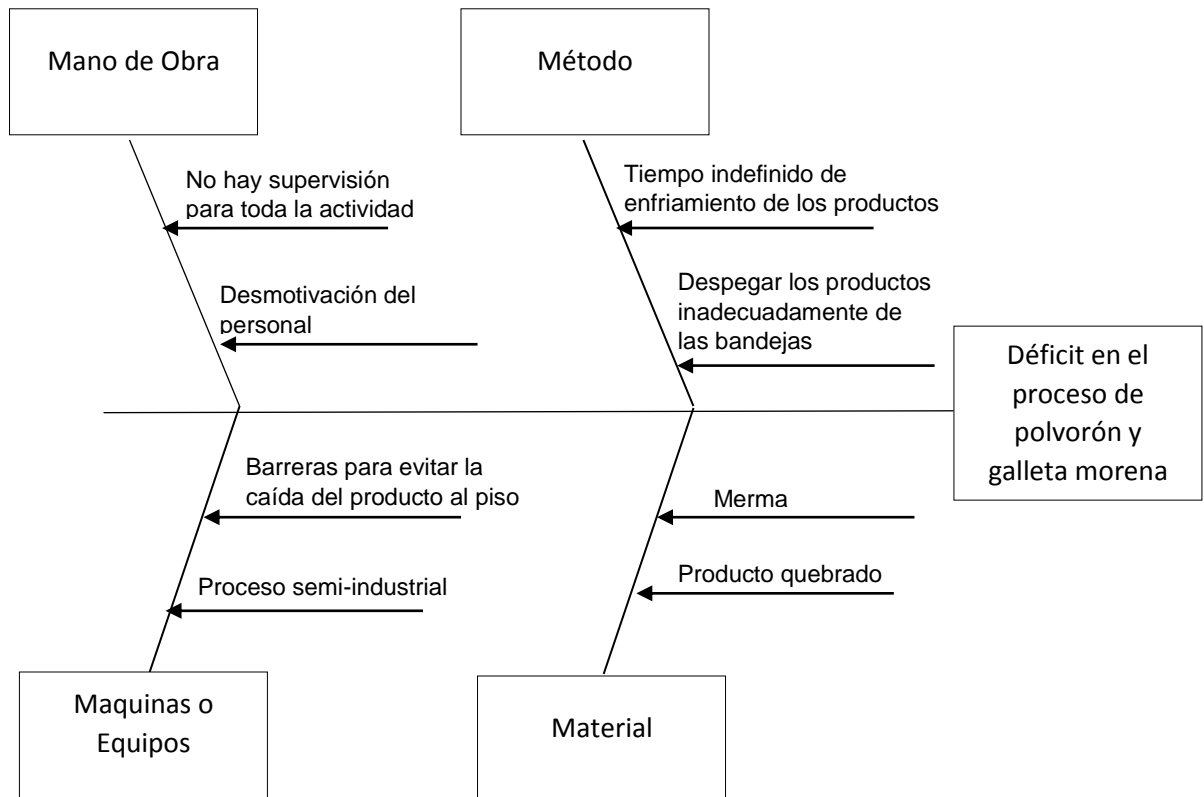 Mano de Obra
Método
No hay supervisión
para toda la actividad
Tiempo indefinido de
enfriamiento de los productos
Desmotivación del
personal
Despegar los productos
inadecuadamente de
las bandejas
Déficit en el
proceso de
polvorón y
galleta morena
Barreras para evitar la
caída del producto al piso
Merma
Proceso semi-industrial
Producto quebrado
Maquinas o
Equipos
Material